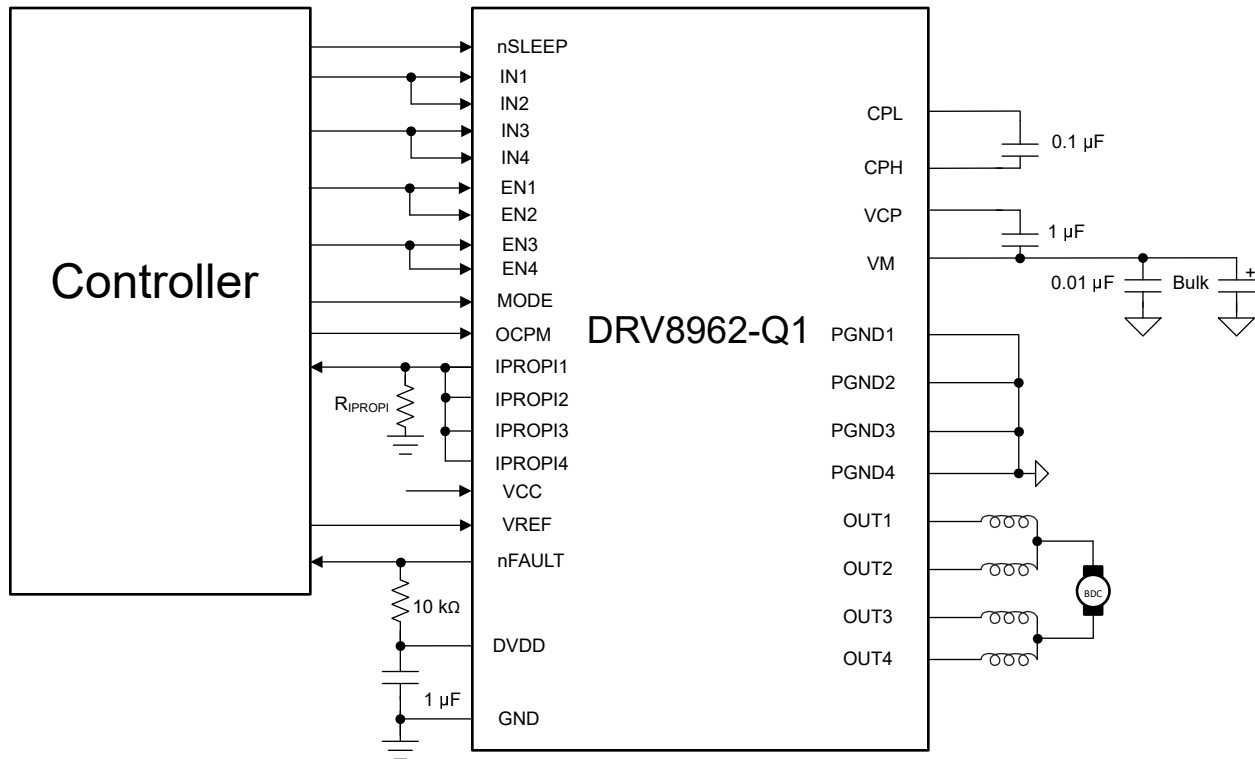 Controller
DRV8962-Q1
nSLEEP
IN1
IN2
IN3
IN4
EN1
EN2
EN3
EN4
MODE
OCPM
IPROPI1
RIPROPI
IPROPI2
IPROPI3
IPROPI4
VCC
VREF
nFAULT
10 kΩ
DVDD
1 µF
GND
CPL
0.1 µF
CPH
VCP
1 µF
VM
0.01 µF
Bulk
+
PGND1
PGND2
PGND3
PGND4
OUT1
OUT2
BDC
OUT3
OUT4